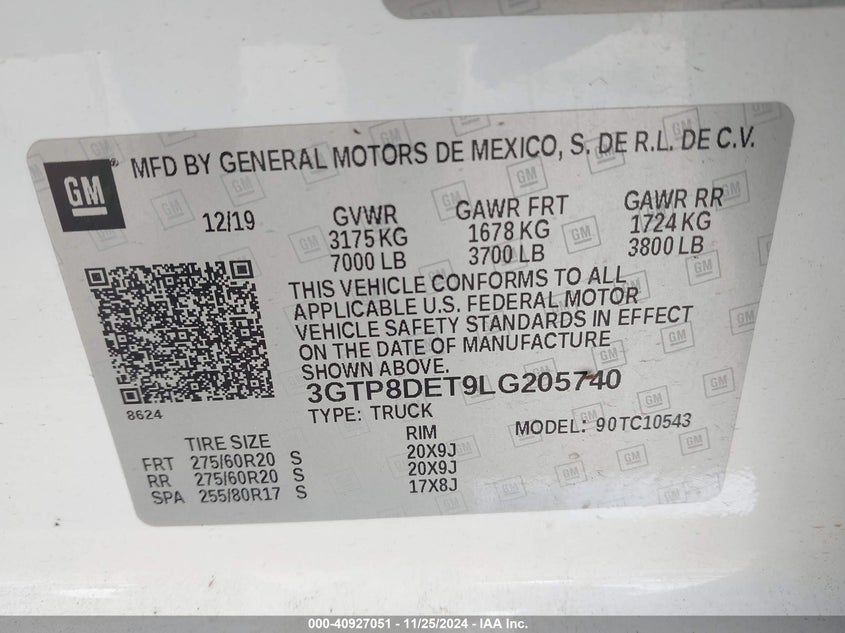 GM
MFD BY GENERAL MOTORS DE MEXICO, S. DE R.L. DE C.V.
12/19
GVWR
3175 KG
7000 LB
GAWR FRT
1678 KG
3700 LB
GAWR RR
1724 KG
3800 LB
THIS VEHICLE CONFORMS TO ALL
APPLICABLE U.S. FEDERAL MOTOR
VEHICLE SAFETY STANDARDS IN EFFECT
ON THE DATE OF MANUFACTURE
SHOWN ABOVE.
3GTP8DET9LG205740
8624
TYPE: TRUCK
MODEL: 90TC10543
TIRE SIZE RIM
FRT 275/60R20 S 20X9J
RR 275/60R20 S 20X9J
SPA 255/80R17 S 17X8J
000-40927051 - 11/25/2024 - IAA Inc.